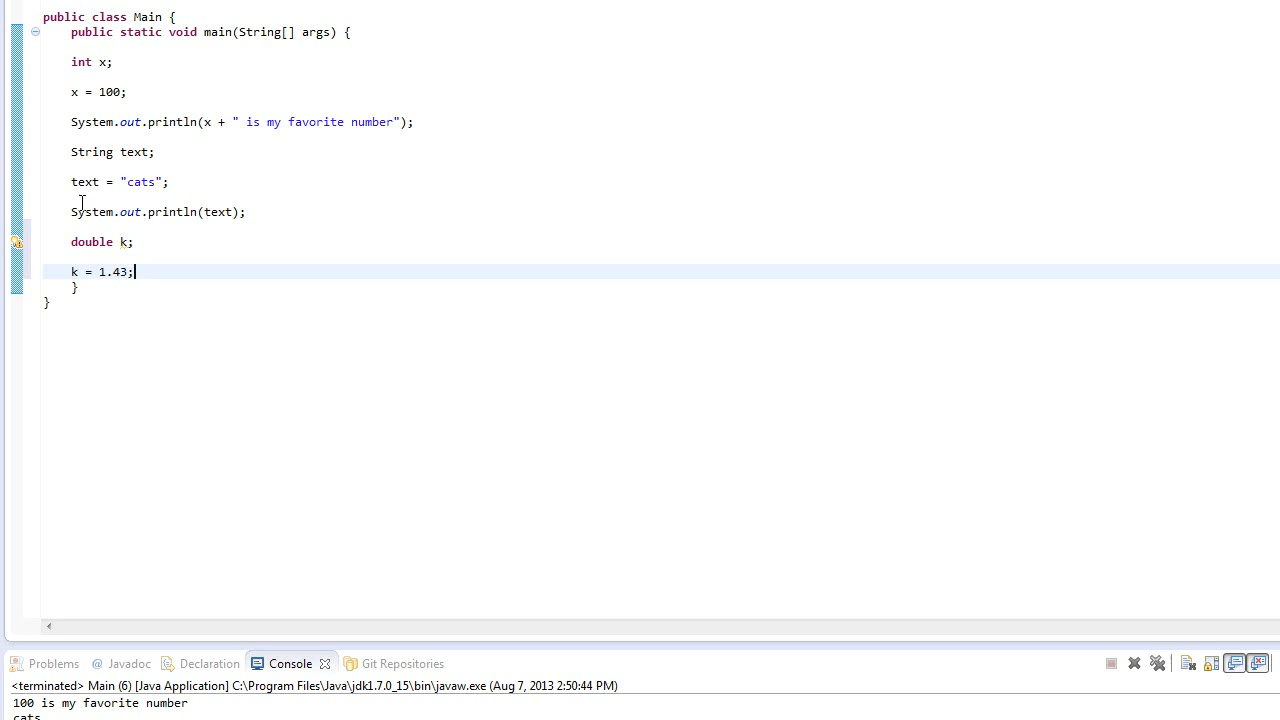 public class Main {
public static void main(String[] args) {
int x;
x = 100;
System.out.println(x + " is my favorite number");
String text;
text = "cats";
System.out.println(text);
double k;
k = 1.43;
}
}
Problems @ Javadoc Declaration Console Git Repositories
<terminated> Main (6) [Java Application] C:\Program Files\Java\jdk1.7.0_15\bin\javaw.exe (Aug 7, 2013 2:50:44 PM)
100 is my favorite number
cats